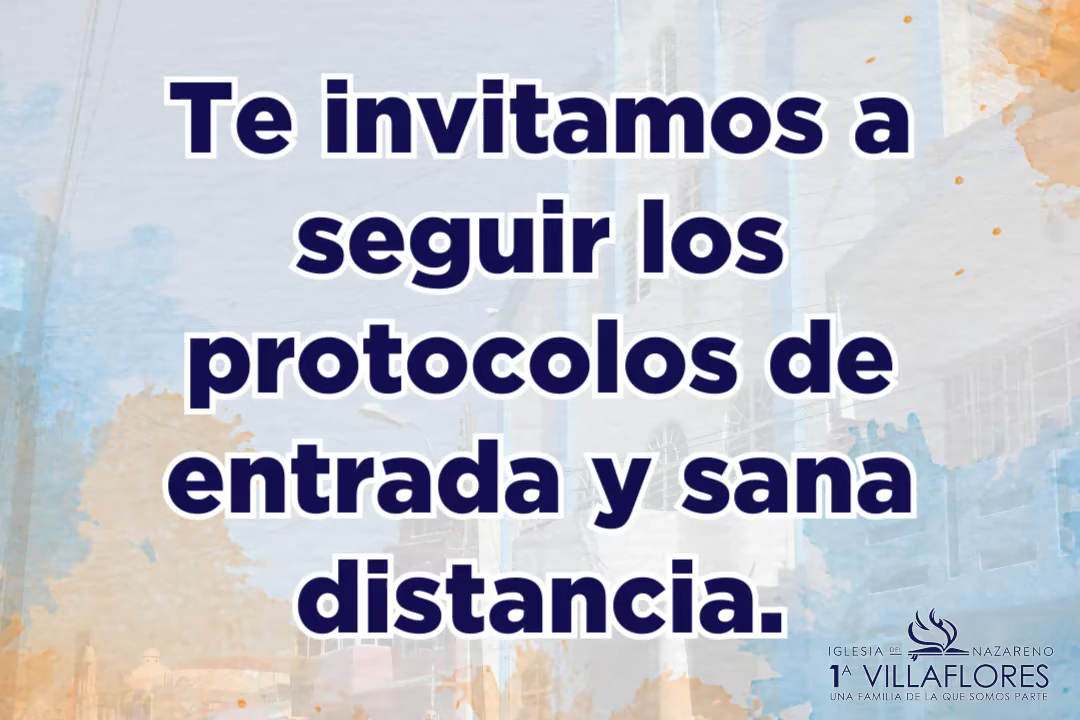 Te invitamos a
seguir los
protocolos de
entrada y sana
distancia.
IGLESIA DEL NAZARENO
1ª VILLAFLORES
UNA FAMILIA DE LA QUE SOMOS PARTE